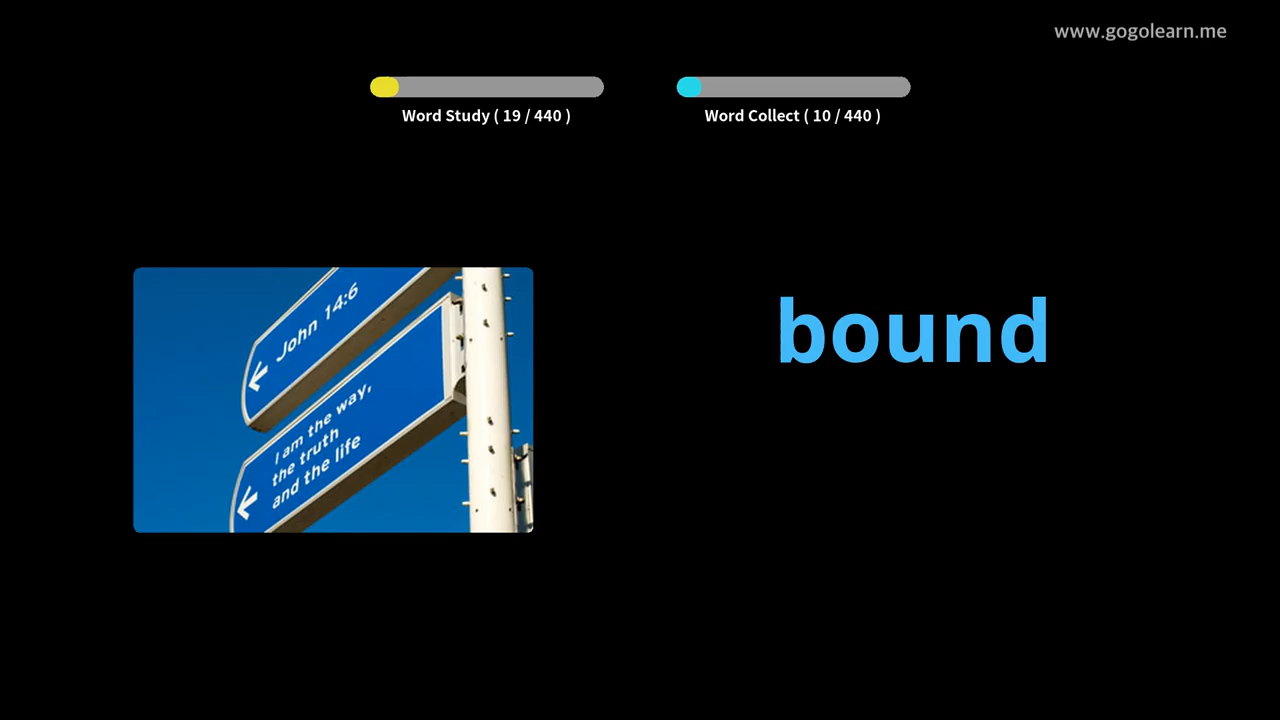 www.gogolearn.me
Word Study ( 19 / 440 )
Word Collect ( 10 / 440 )
John 14:6
I am the way,
the truth
and the life
bound